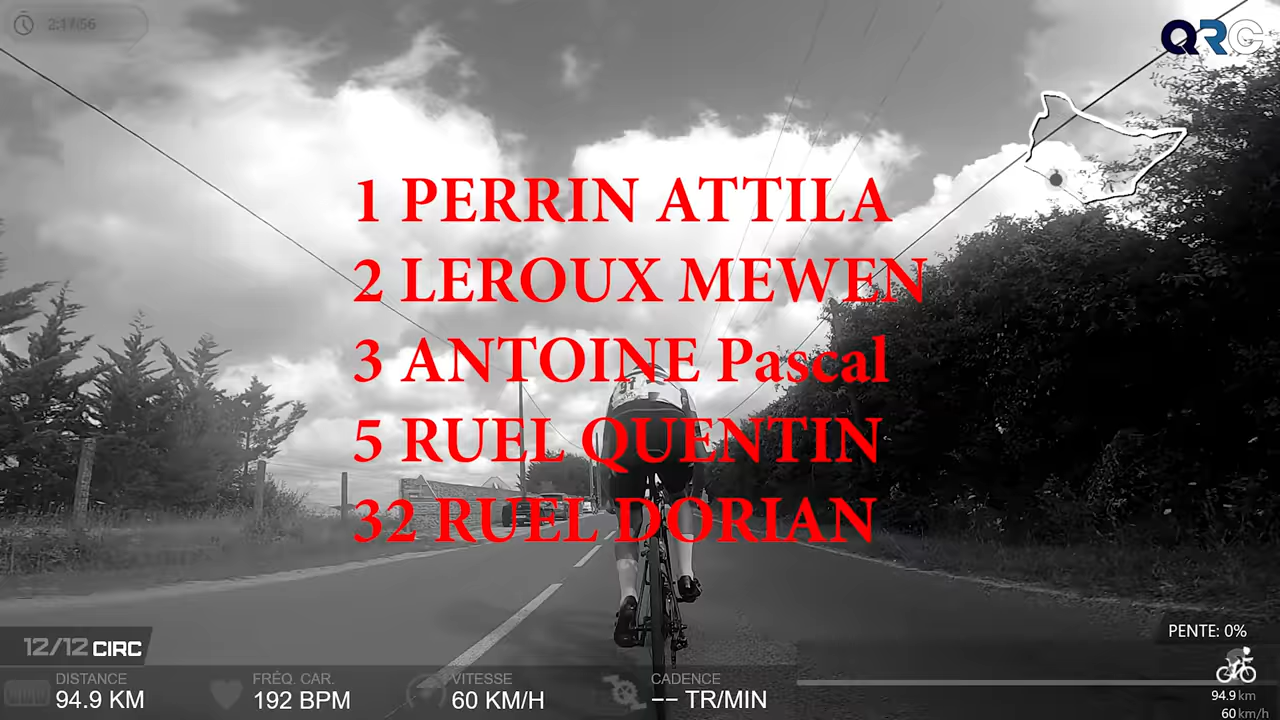 2:17:56
QRC
1 PERRIN ATTILA
2 LEROUX MEWEN
3 ANTOINE Pascal
5 RUEL QUENTIN
32 RUEL DORIAN
PENTE: 0%
12/12 CIRC
DISTANCE
94.9 KM
FRÉQ. CAR.
192 BPM
VITESSE
60 KM/H
CADENCE
-- TR/MIN
94.9 km
60 km/h